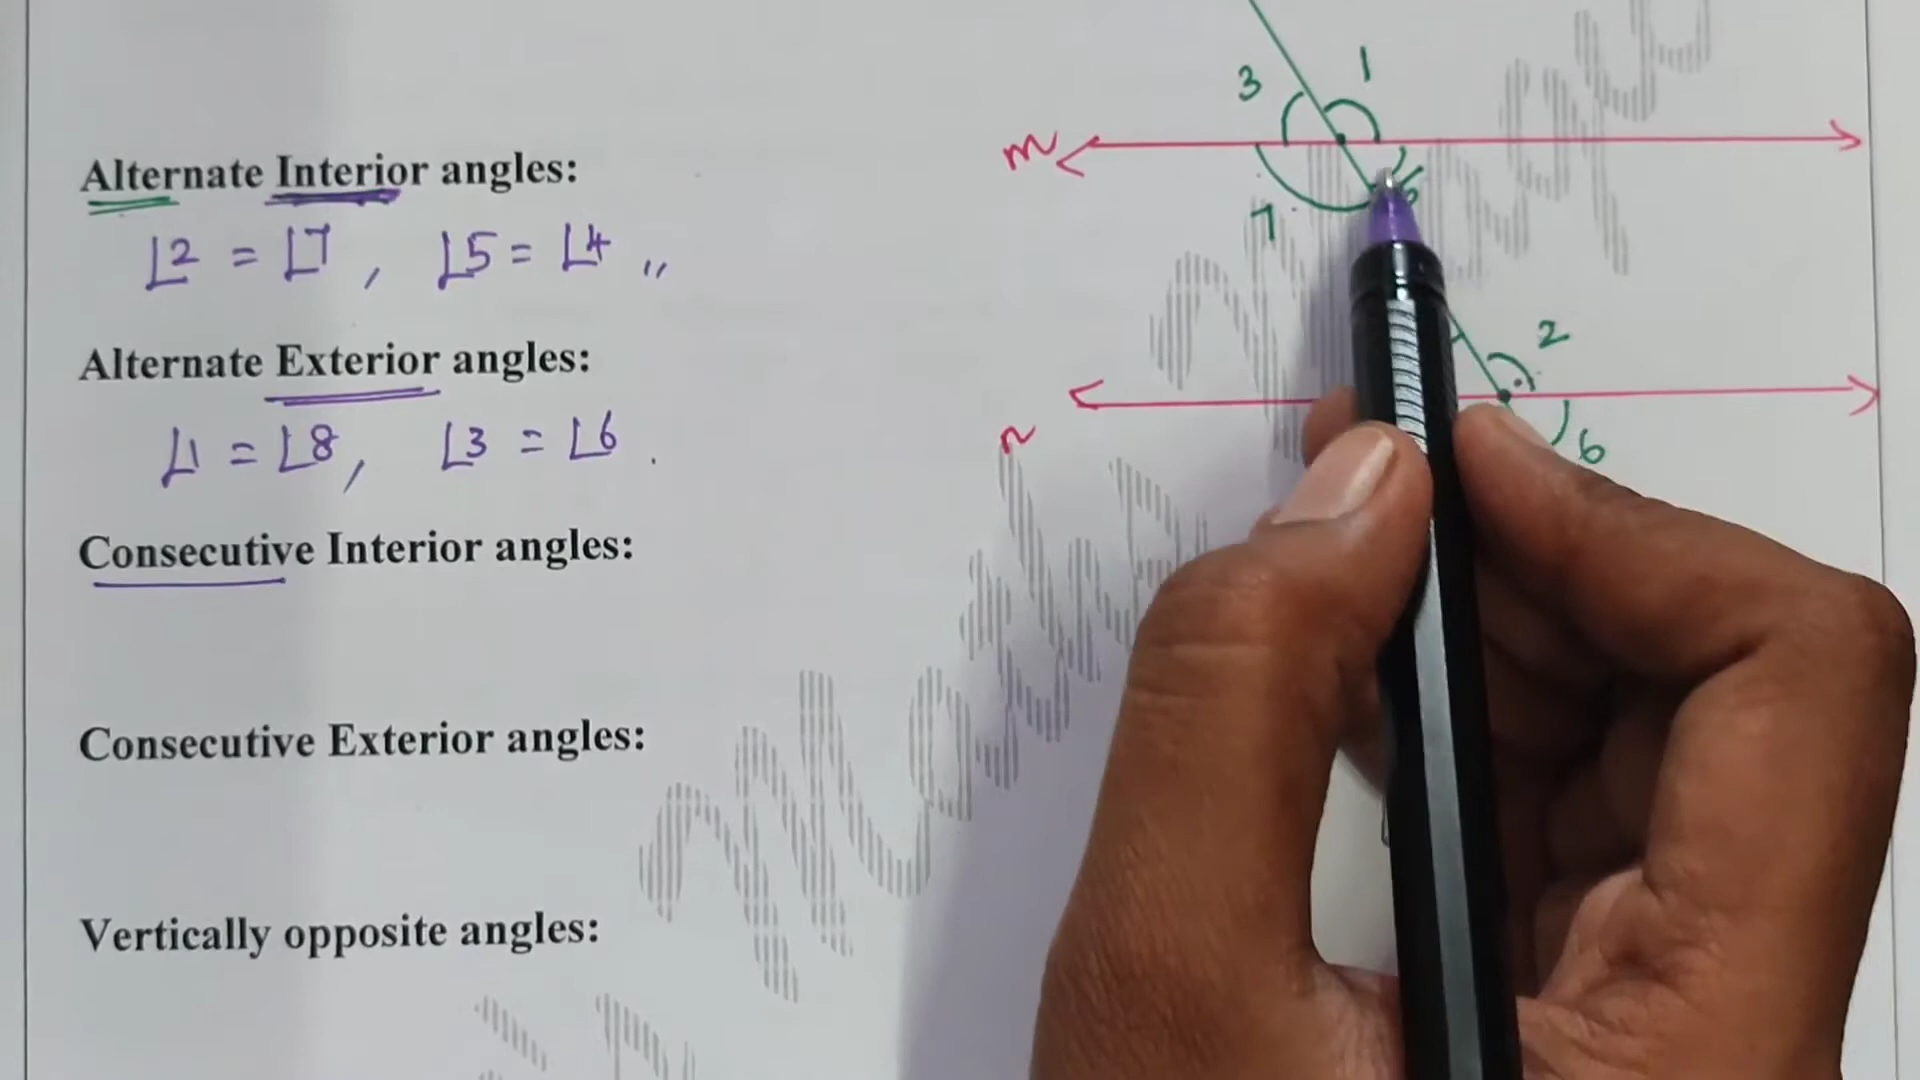 Alternate Interior angles:
∠2 = ∠7 , ∠5 = ∠4 ,,
Alternate Exterior angles:
∠1 = ∠8 , ∠3 = ∠6 .
Consecutive Interior angles:
Consecutive Exterior angles:
Vertically opposite angles:
3 1
m
7
2
n
6